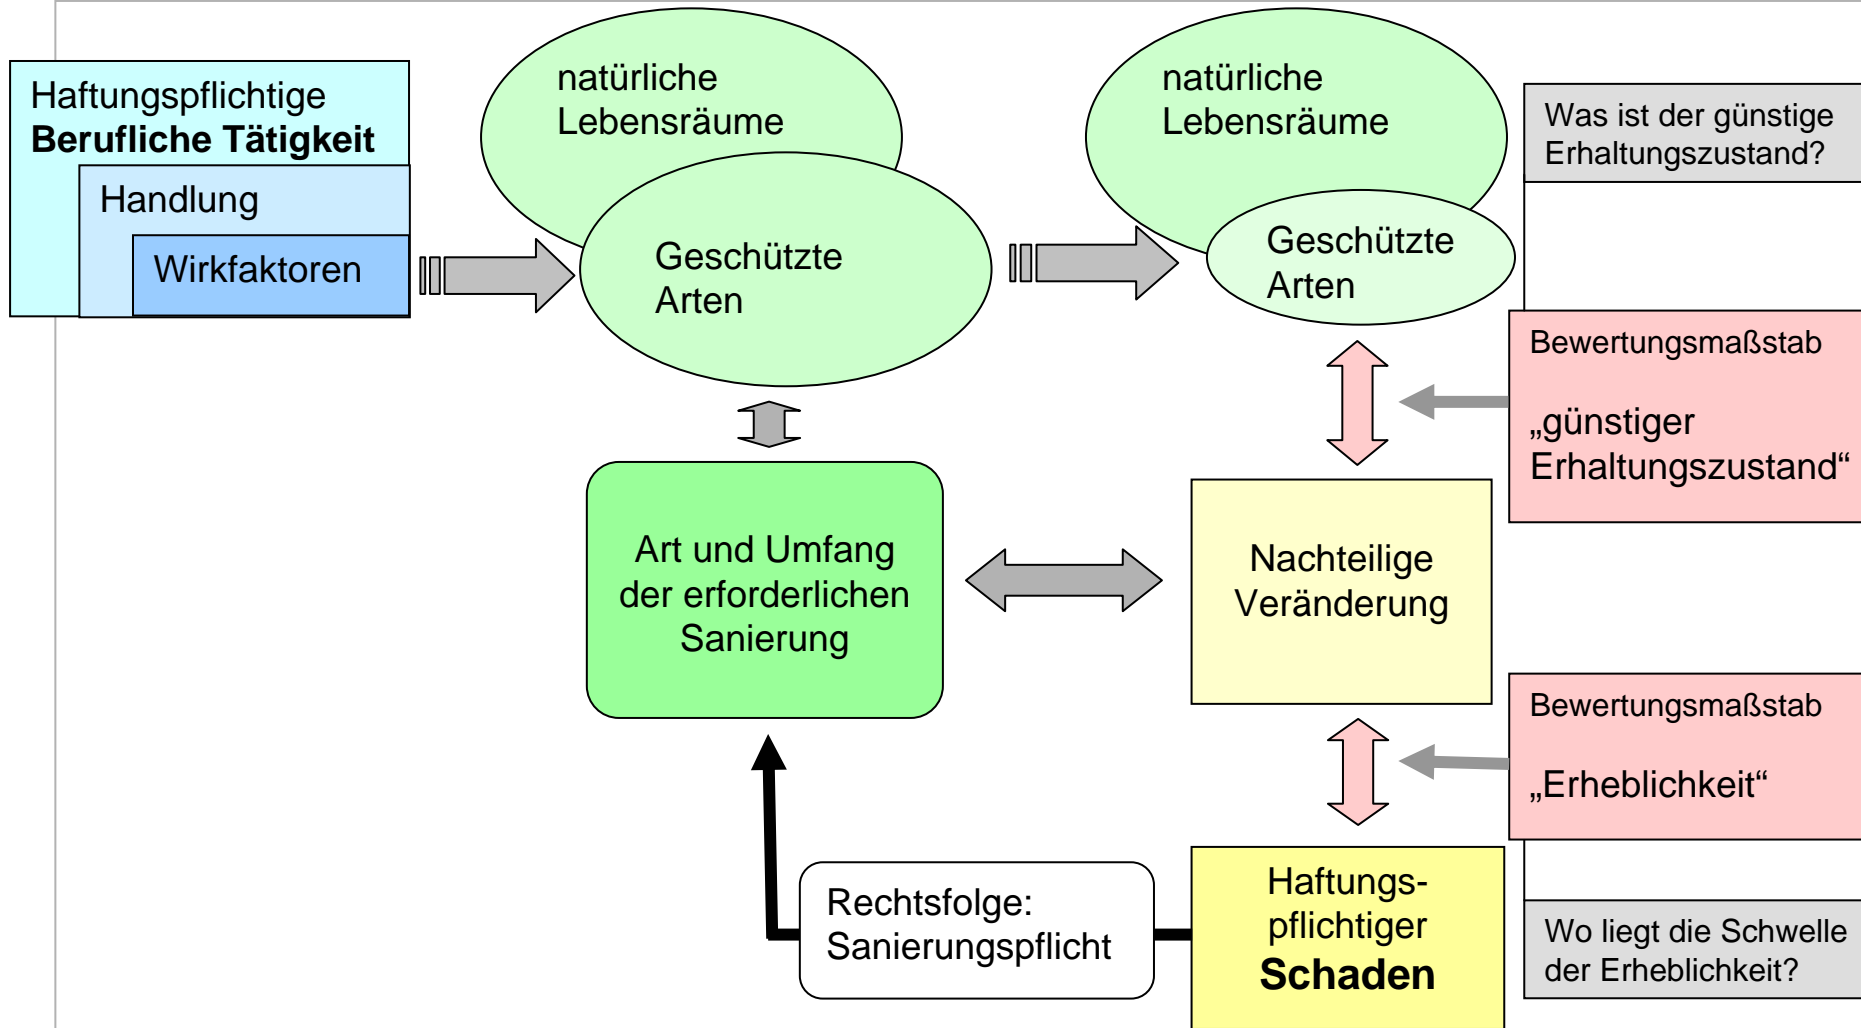 Haftungspflichtige
Berufliche Tätigkeit
Handlung
Wirkfaktoren
natürliche
Lebensräume
Geschützte
Arten
natürliche
Lebensräume
Geschützte
Arten
Was ist der günstige
Erhaltungszustand?
Bewertungsmaßstab
„günstiger
Erhaltungszustand“
Art und Umfang
der erforderlichen
Sanierung
Nachteilige
Veränderung
Bewertungsmaßstab
„Erheblichkeit“
Rechtsfolge:
Sanierungspflicht
Haftungs-
pflichtiger
Schaden
Wo liegt die Schwelle
der Erheblichkeit?